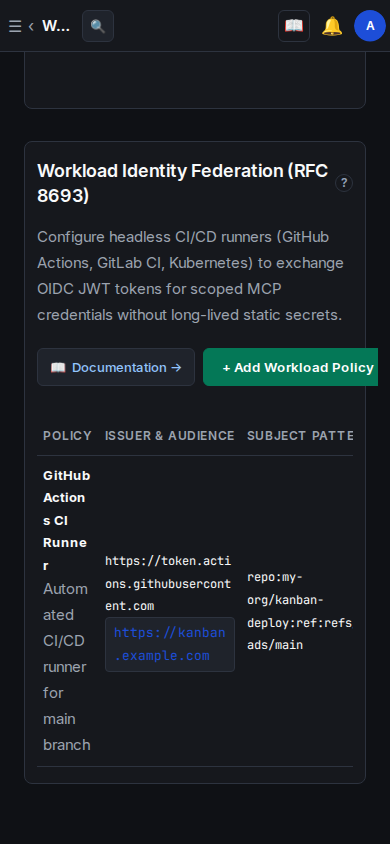 W...
A
Workload Identity Federation (RFC
8693)
?
Configure headless CI/CD runners (GitHub
Actions, GitLab CI, Kubernetes) to exchange
OIDC JWT tokens for scoped MCP
credentials without long-lived static secrets.
Documentation →
+ Add Workload Policy
POLICY ISSUER & AUDIENCE SUBJECT PATTE
GitHub
Action
s CI
Runne
r
Autom
ated
CI/CD
runner
for
main
branch
https://token.acti
ons.githubusercont
ent.com
https://kanban
.example.com
repo:my-
org/kanban-
deploy:ref:refs
ads/main